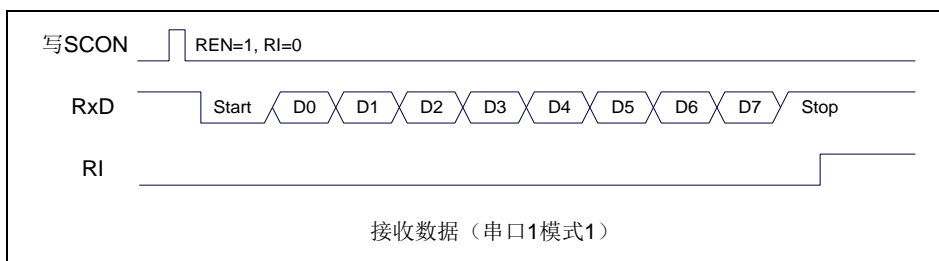 写SCON REN=1, RI=0
RxD Start D0 D1 D2 D3 D4 D5 D6 D7 Stop
RI
接收数据（串口1模式1）